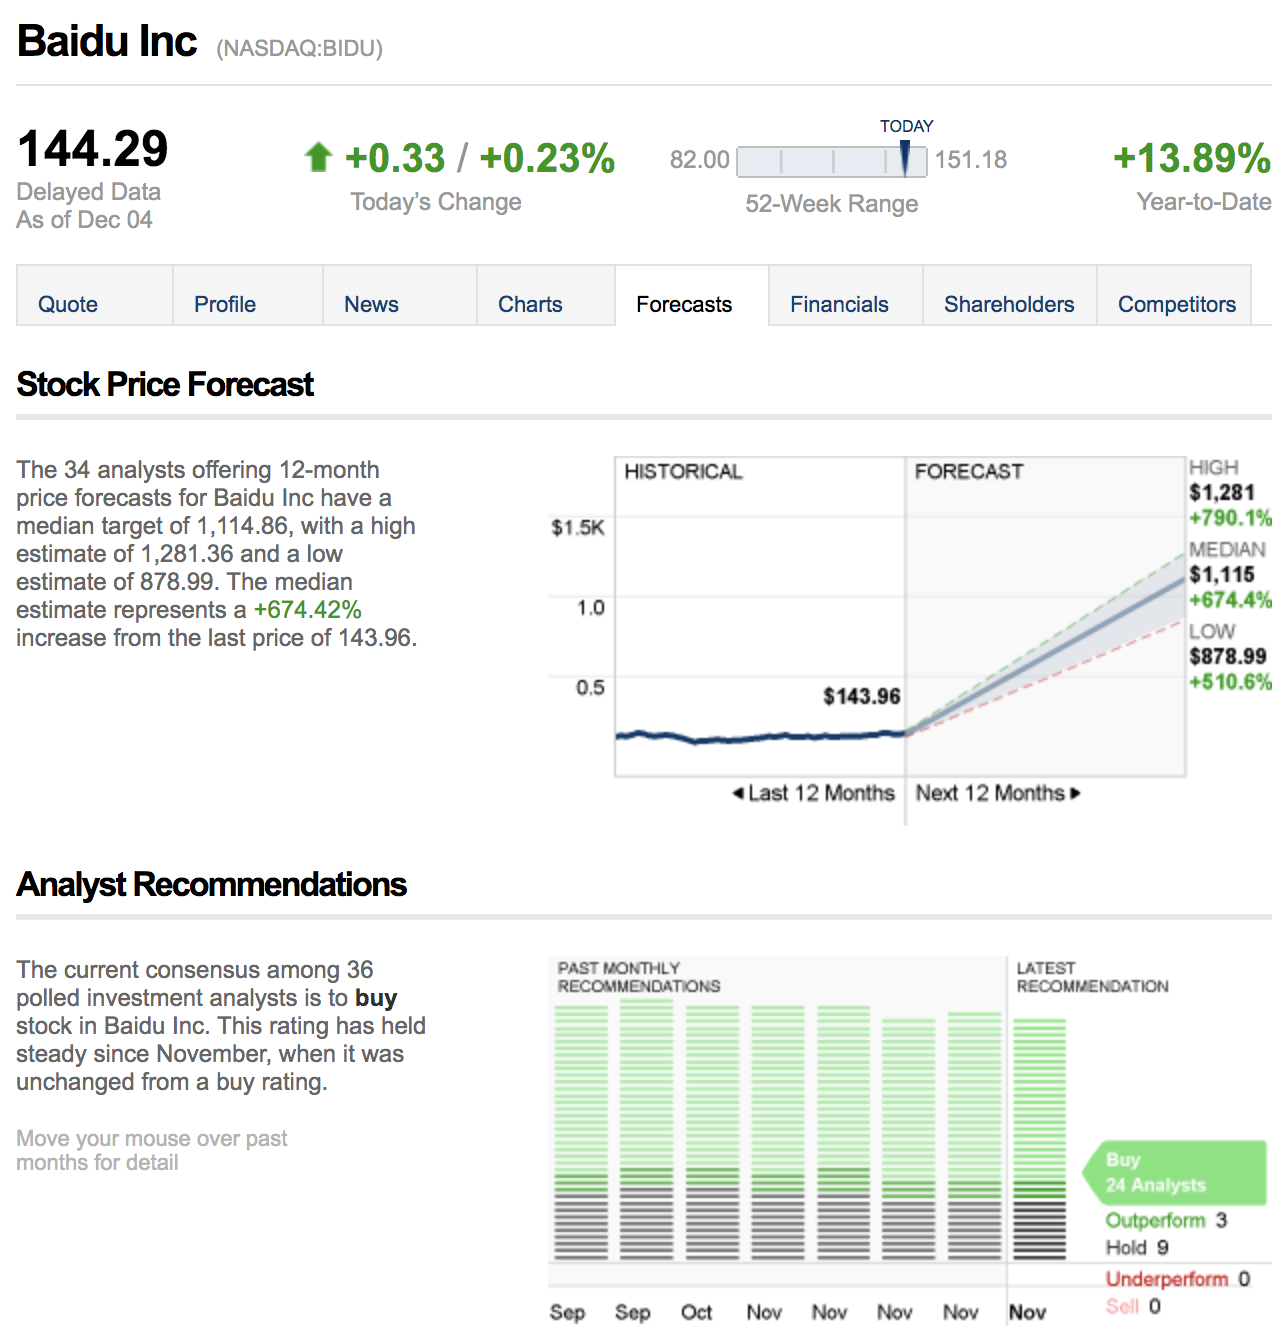 Baidu Inc (NASDAQ:BIDU)
144.29
Delayed Data
As of Dec 04
+0.33 / +0.23%
Today's Change
TODAY
82.00 151.18
52-Week Range
+13.89%
Year-to-Date
Quote Profile News Charts Forecasts Financials Shareholders Competitors
Stock Price Forecast
The 34 analysts offering 12-month
price forecasts for Baidu Inc have a
median target of 1,114.86, with a high
estimate of 1,281.36 and a low
estimate of 878.99. The median
estimate represents a +674.42%
increase from the last price of 143.96.
HISTORICAL FORECAST
$1.5K
1.0
0.5
$143.96
◀ Last 12 Months Next 12 Months ▶
HIGH
$1,281
+790.1%
MEDIAN
$1,115
+674.4%
LOW
$878.99
+510.6%
Analyst Recommendations
The current consensus among 36
polled investment analysts is to buy
stock in Baidu Inc. This rating has held
steady since November, when it was
unchanged from a buy rating.
Move your mouse over past
months for detail
PAST MONTHLY
RECOMMENDATIONS
LATEST
RECOMMENDATION
Buy
24 Analysts
Outperform 3
Hold 9
Underperform 0
Sell 0
Sep Sep Oct Nov Nov Nov Nov Nov